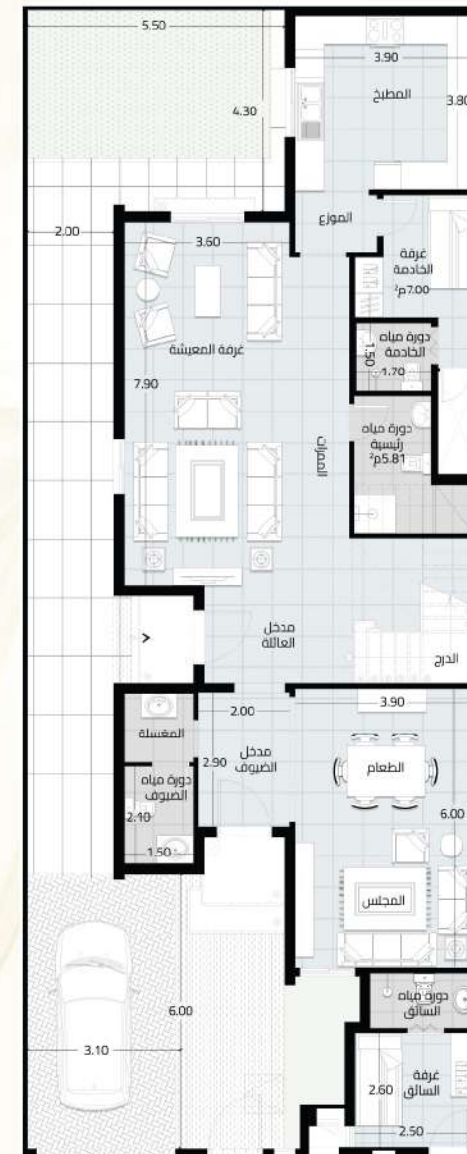 5.50
3.90
المطبخ
3.80
4.30
الموزع
2.00
3.60
غرفة
الخادمة
7.00م²
غرفة المعيشة
دورة مياه
الخادمة
1.50
1.70
7.90
دورة مياه
رئيسية
5.81م²
الممرات
مدخل
العائلة
الدرج
المغسلة
2.00
3.90
مدخل
الضيوف
2.90
الطعام
دورة مياه
الضيوف
2.10
1.50
6.00
المجلس
دورة مياه
السائق
6.00
3.10
غرفة
السائق
2.60
2.50